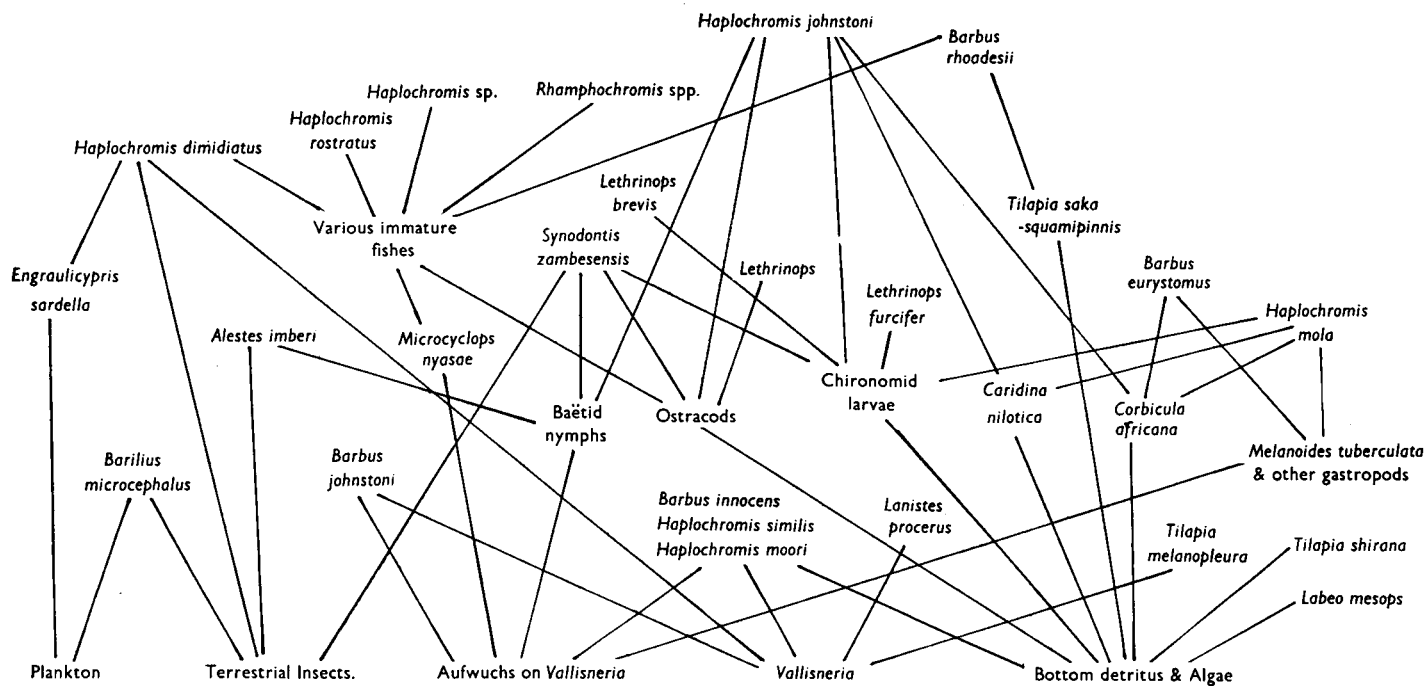 Haplochromis johnstoni
Barbus
rhoadesii
Haplochromis sp.
Rhamphochromis spp.
Haplochromis
rostratus
Haplochromis dimidiatus
Lethrinops
brevis
Various immature
fishes
Tilapia saka
-squamipinnis
Synodontis
zambesensis
Engraulicypris
sardella
Lethrinops
Barbus
eurystomus
Lethrinops
furcifer
Haplochromis
mola
Alestes imberi
Microcyclops
nyasae
Chironomid
larvae
Caridina
nilotica
Baëtid
nymphs
Ostracods
Corbicula
africana
Melanoides tuberculata
& other gastropods
Barilius
microcephalus
Barbus
johnstoni
Barbus innocens
Haplochromis similis
Haplochromis moori
Lanistes
procerus
Tilapia
melanopleura
Tilapia shirana
Labeo mesops
Plankton
Terrestrial Insects.
Aufwuchs on Vallisneria
Vallisneria
Bottom detritus & Algae